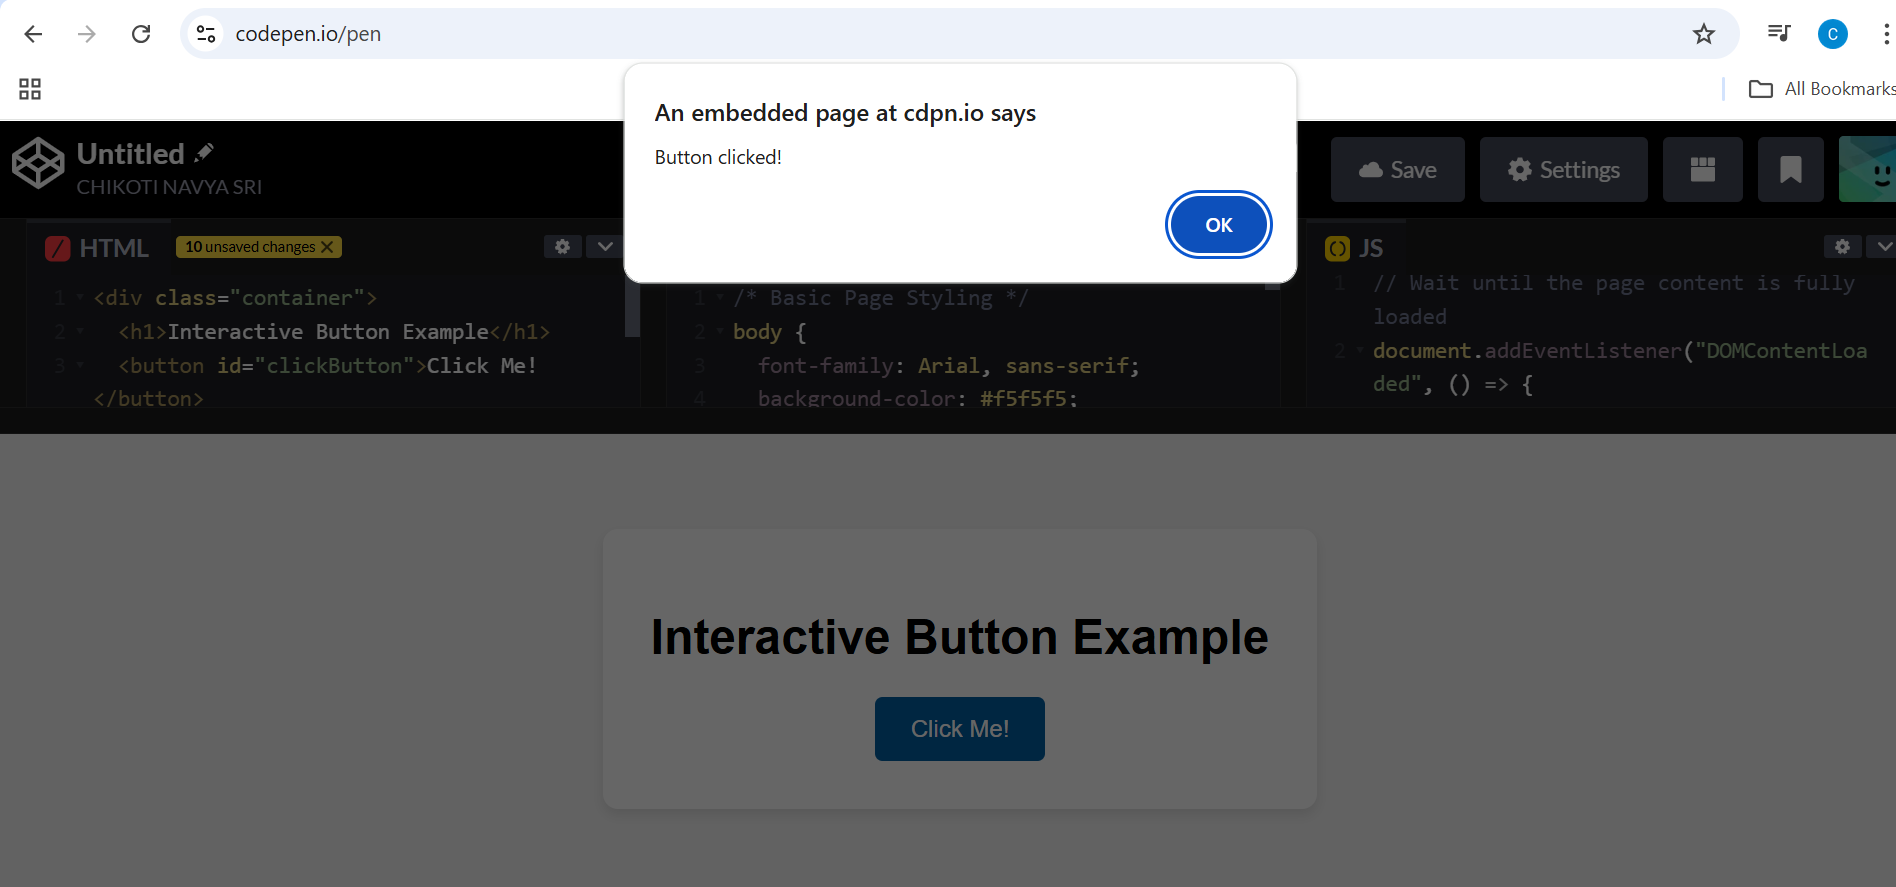 codepen.io/pen
C
All Bookmarks
An embedded page at cdpn.io says
Button clicked!
OK
Untitled
CHIKOTI NAVYA SRI
Save
Settings
HTML
10 unsaved changes
1 <div class="container">
2 <h1>Interactive Button Example</h1>
3 <button id="clickButton">Click Me!
</button>
1 /* Basic Page Styling */
2 body {
3 font-family: Arial, sans-serif;
4 background-color: #f5f5f5;
JS
1 // Wait until the page content is fully
loaded
2 document.addEventListener("DOMContentLoa
ded", () => {
Interactive Button Example
Click Me!